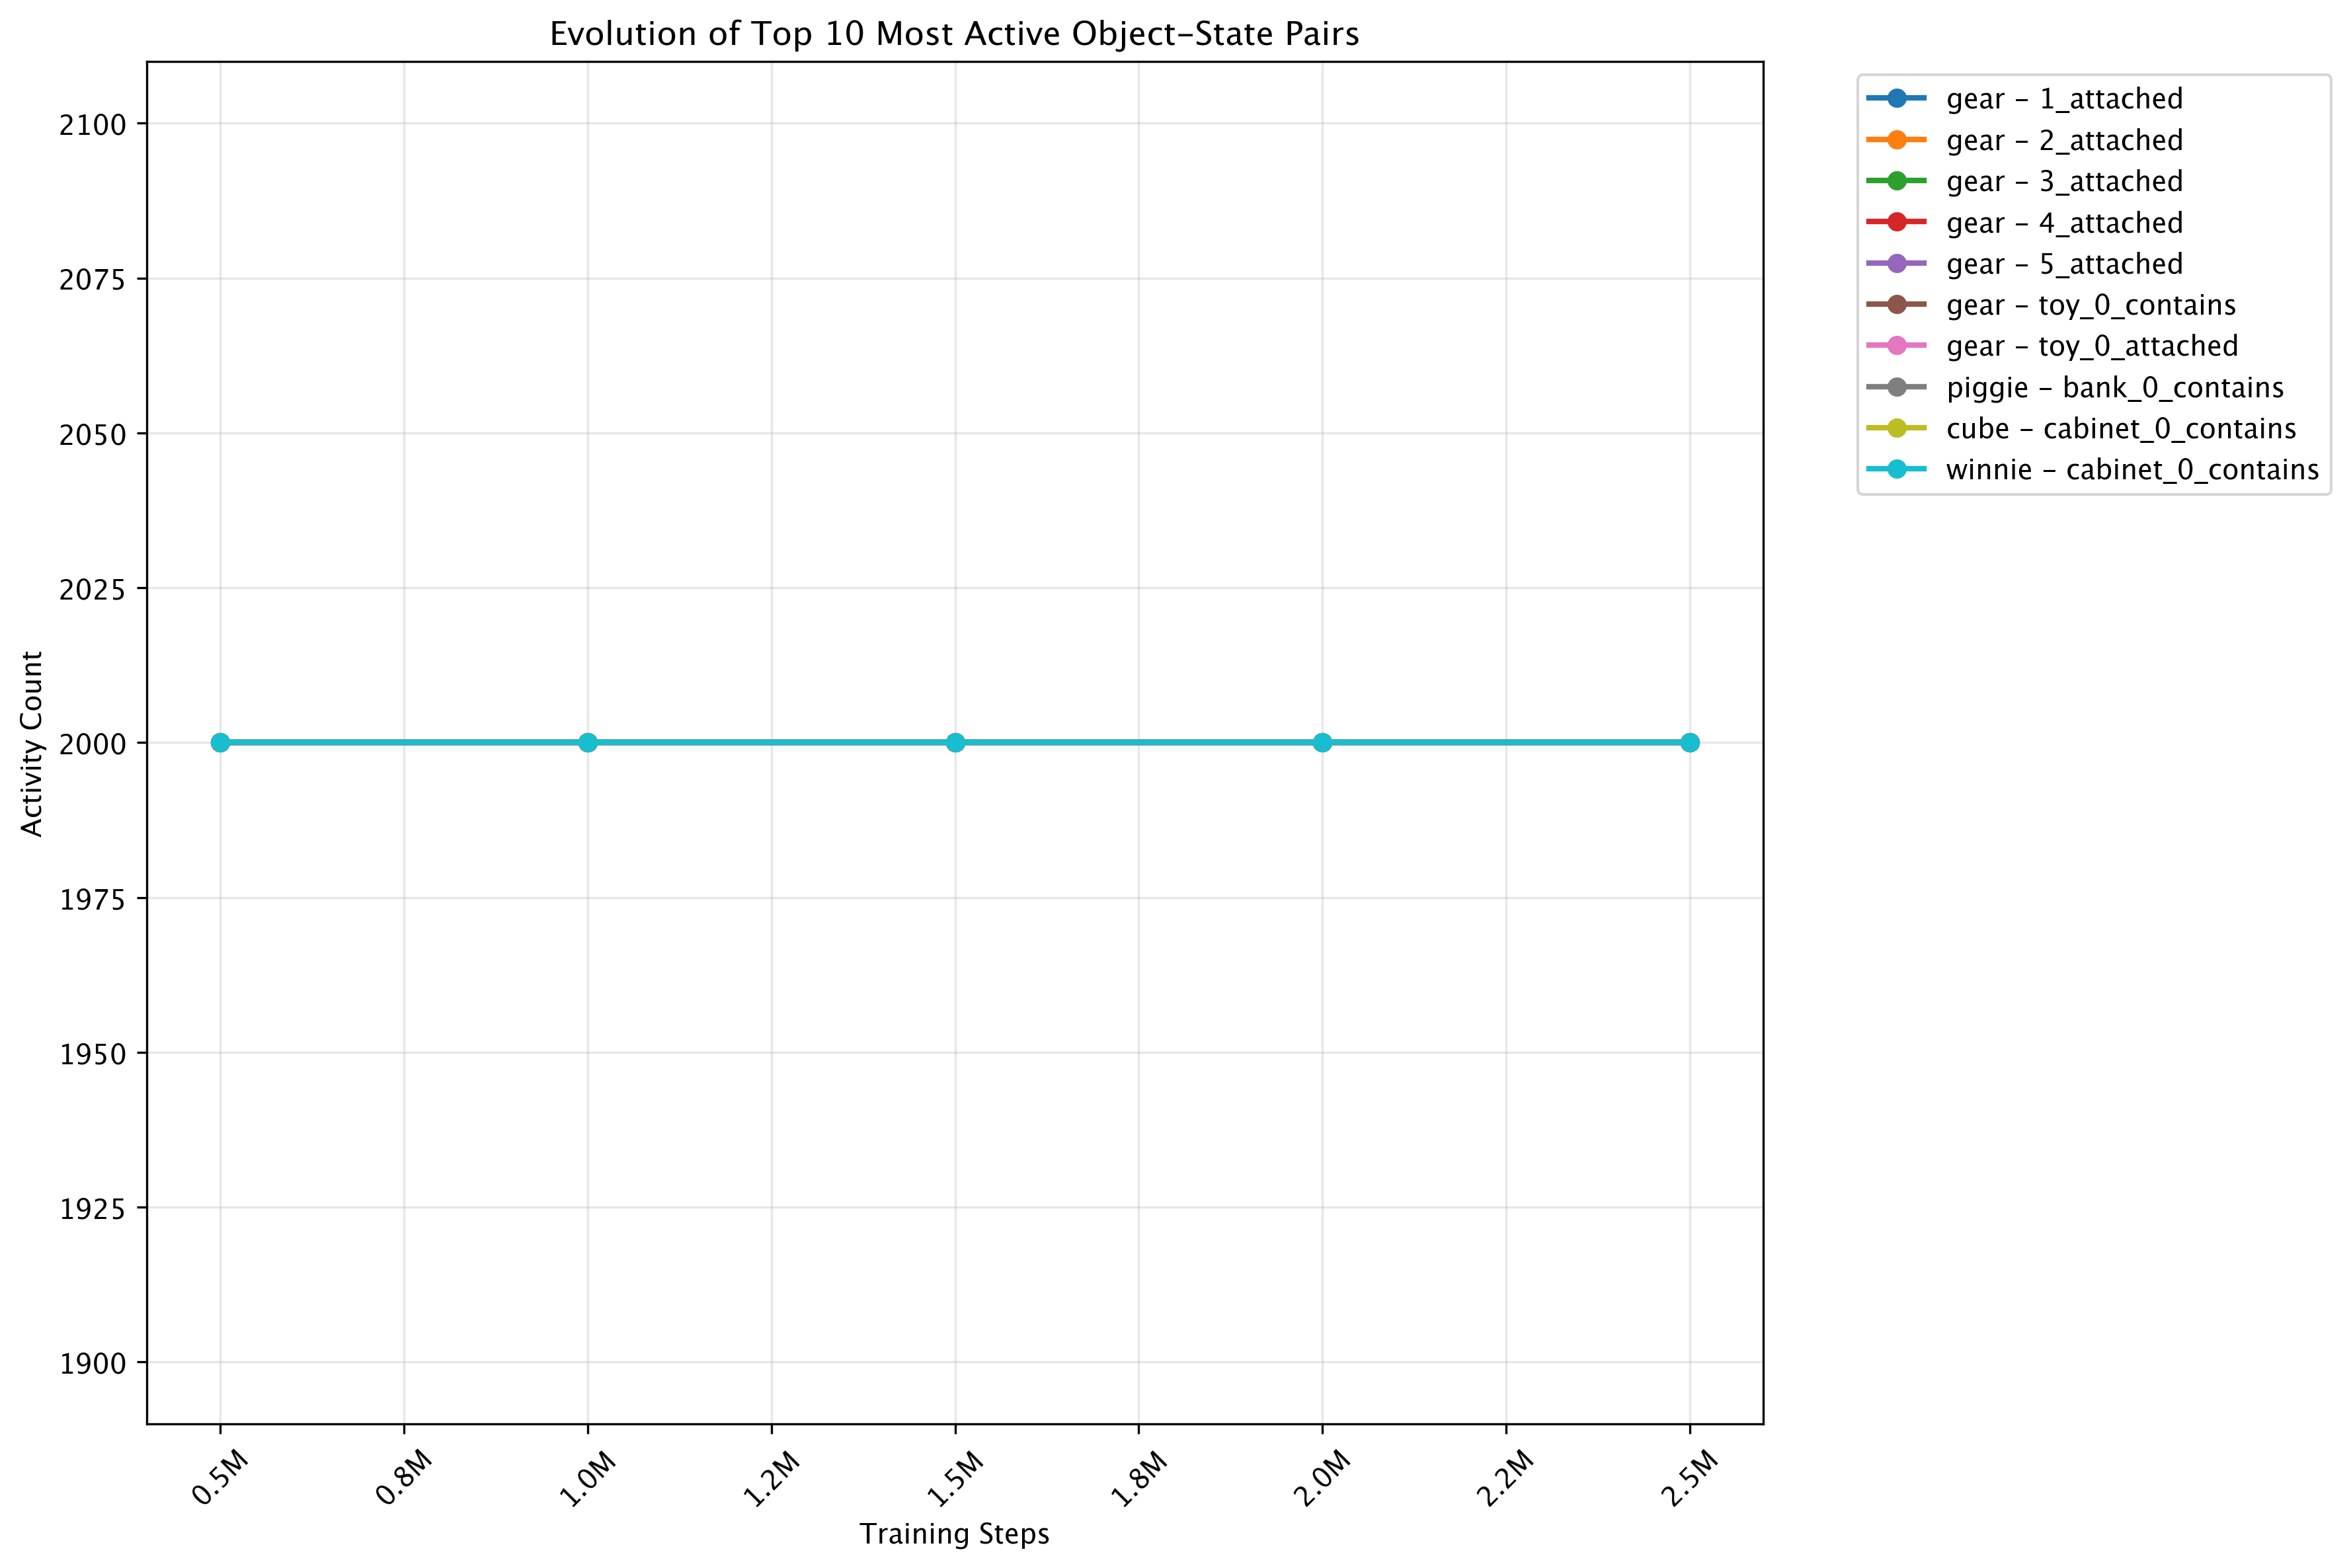 Evolution of Top 10 Most Active Object-State Pairs
Activity Count
2100
2075
2050
2025
2000
1975
1950
1925
1900
0.5M
0.8M
1.0M
1.2M
1.5M
1.8M
2.0M
2.2M
2.5M
Training Steps
gear - 1_attached
gear - 2_attached
gear - 3_attached
gear - 4_attached
gear - 5_attached
gear - toy_0_contains
gear - toy_0_attached
piggie - bank_0_contains
cube - cabinet_0_contains
winnie - cabinet_0_contains